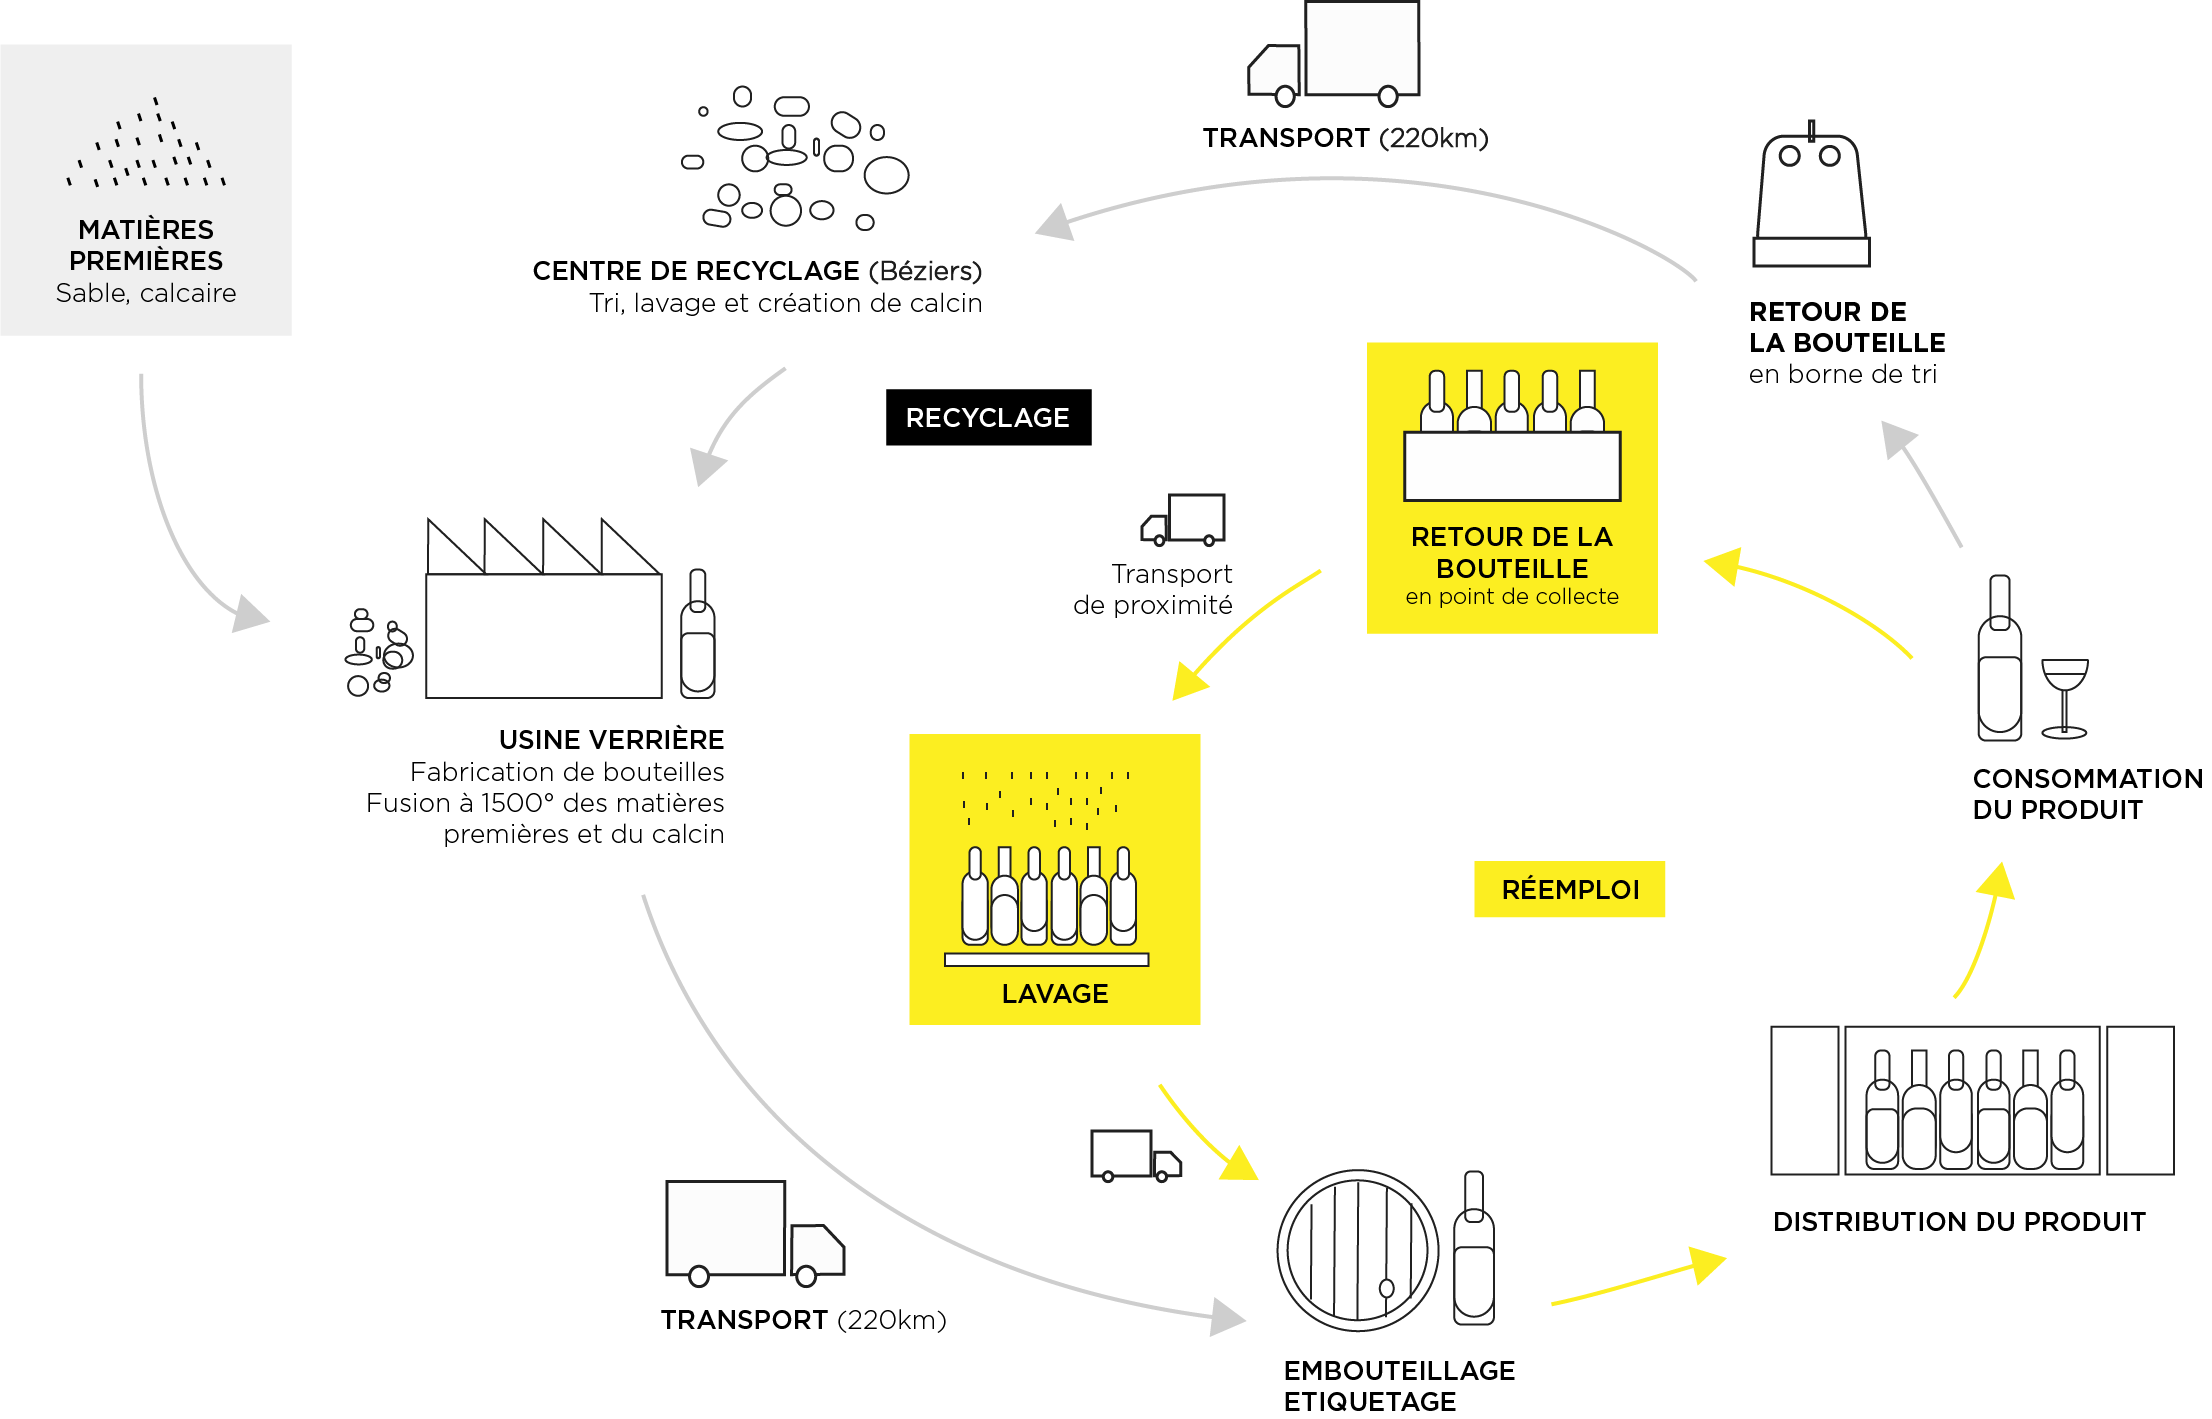 TRANSPORT (220km)
MATIÈRES
PREMIÈRES
Sable, calcaire
CENTRE DE RECYCLAGE (Béziers)
Tri, lavage et création de calcin
RETOUR DE
LA BOUTEILLE
en borne de tri
RECYCLAGE
RETOUR DE LA
BOUTEILLE
en point de collecte
Transport
de proximité
USINE VERRIÈRE
Fabrication de bouteilles
Fusion à 1500° des matières
premières et du calcin
CONSOMMATION
DU PRODUIT
RÉEMPLOI
LAVAGE
DISTRIBUTION DU PRODUIT
TRANSPORT (220km)
EMBOUTEILLAGE
ETIQUETAGE